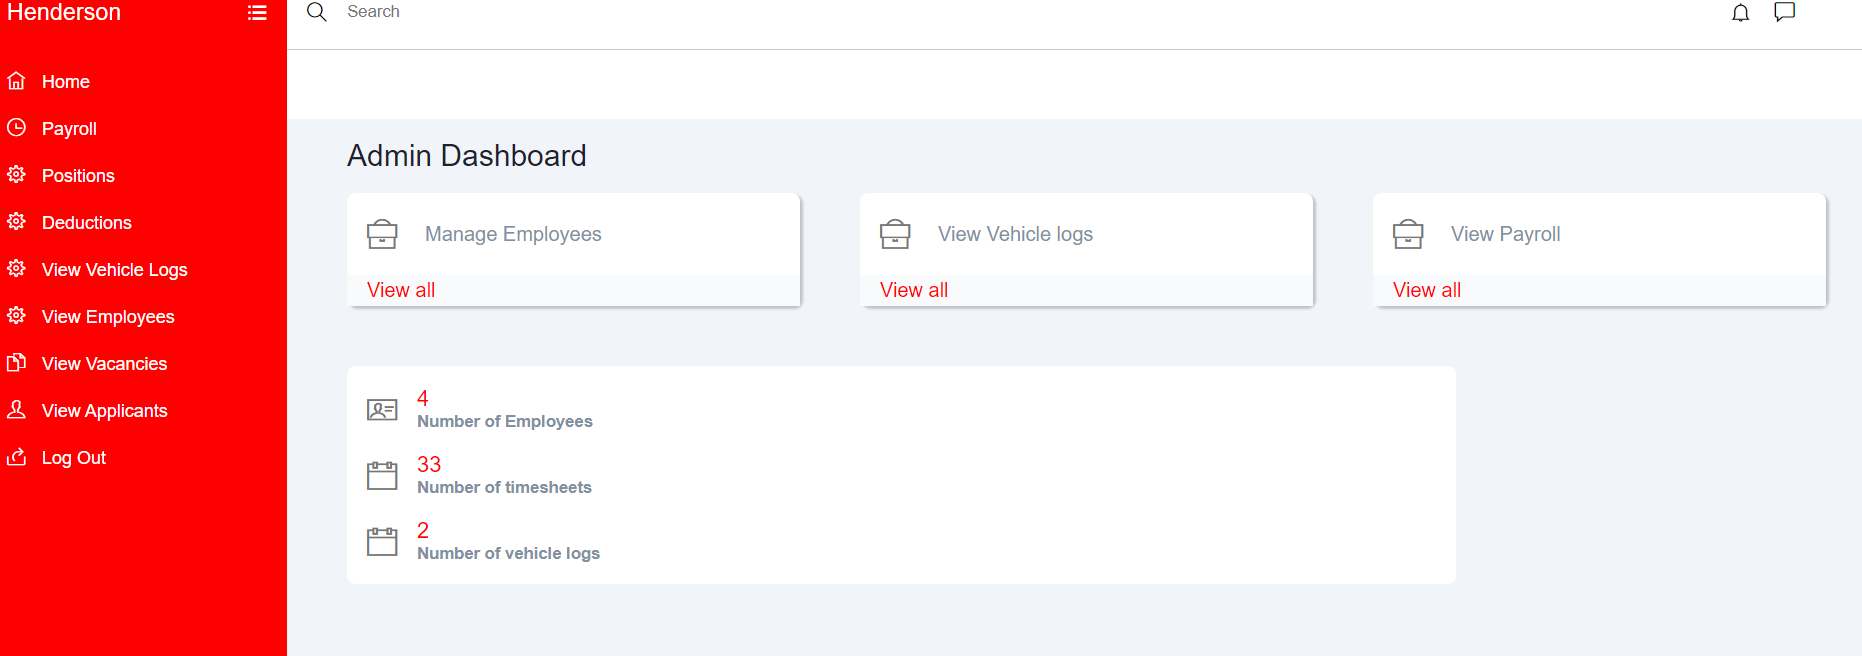 Henderson
Search
Home
Payroll
Positions
Deductions
View Vehicle Logs
View Employees
View Vacancies
View Applicants
Log Out
Admin Dashboard
Manage Employees
View all
View Vehicle logs
View all
View Payroll
View all
4
Number of Employees
33
Number of timesheets
2
Number of vehicle logs